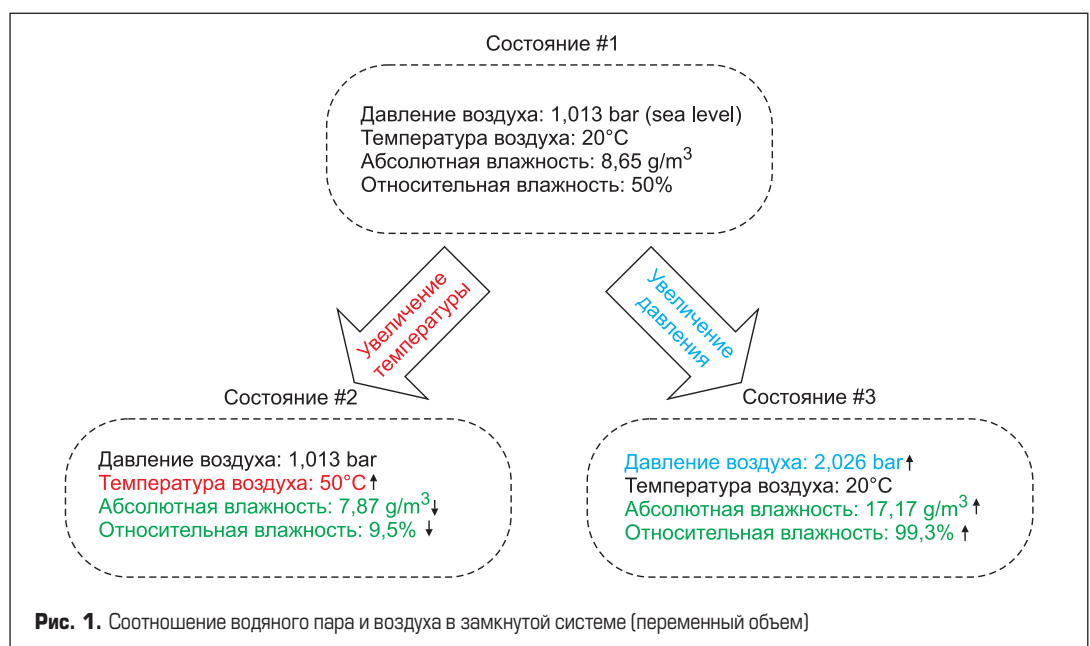 Состояние #1
Давление воздуха: 1,013 bar (sea level)
Температура воздуха: 20°C
Абсолютная влажность: 8,65 g/m³
Относительная влажность: 50%
Увеличение
температуры
Увеличение
давления
Состояние #2
Давление воздуха: 1,013 bar
Температура воздуха: 50°C↑
Абсолютная влажность: 7,87 g/m³↓
Относительная влажность: 9,5% ↓
Состояние #3
Давление воздуха: 2,026 bar↑
Температура воздуха: 20°C
Абсолютная влажность: 17,17 g/m³↑
Относительная влажность: 99,3% ↑
Рис. 1. Соотношение водяного пара и воздуха в замкнутой системе (переменный объем)